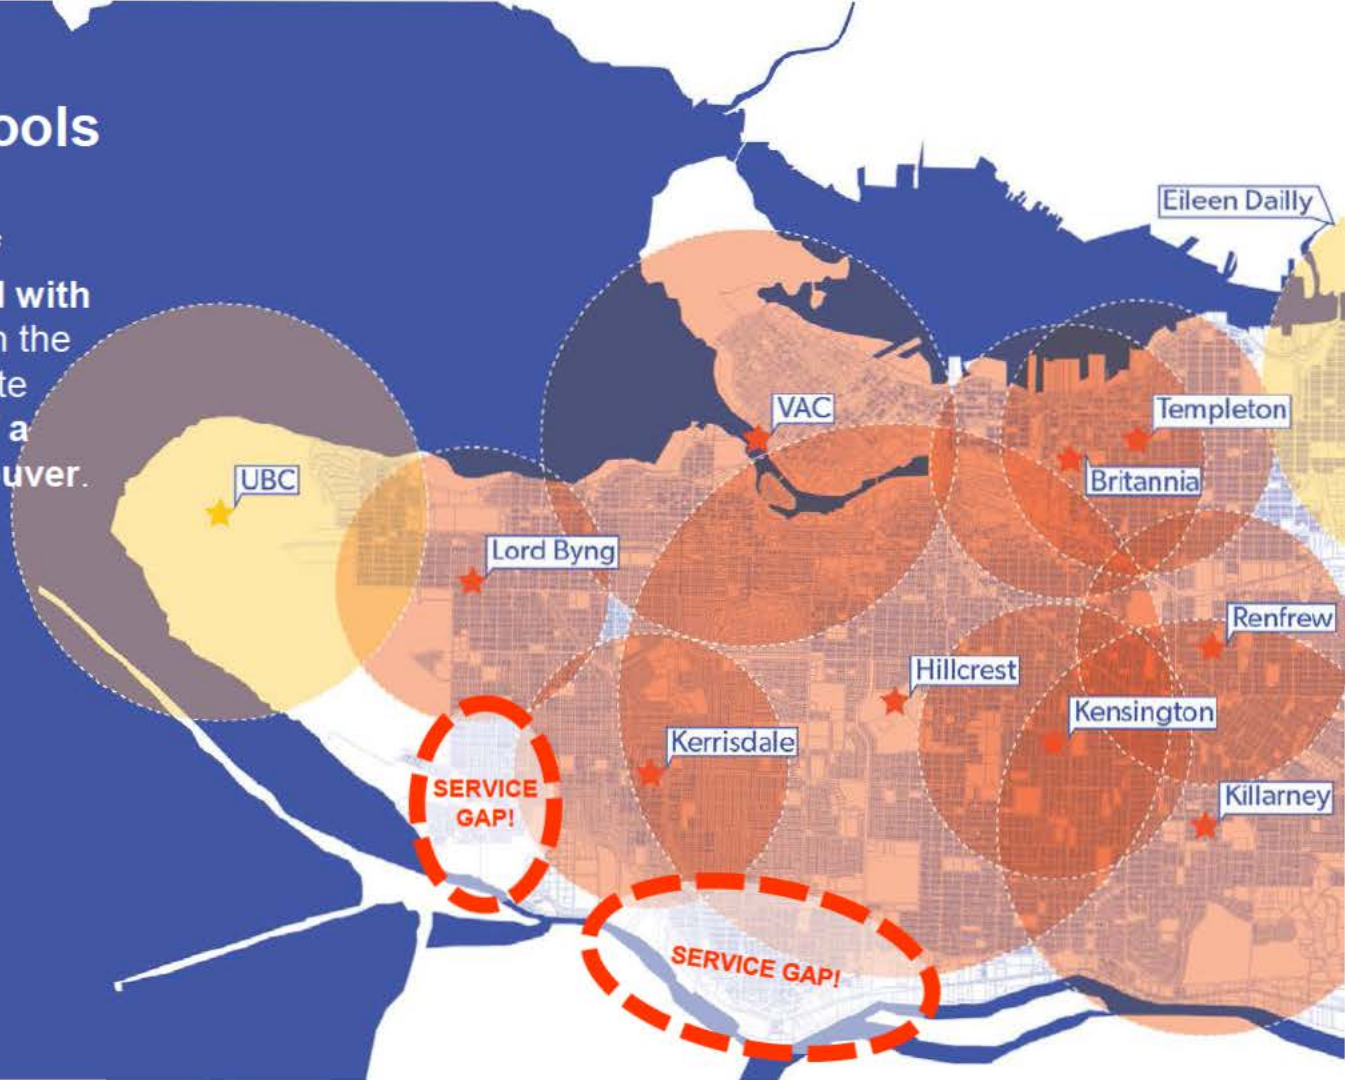 ools
l with
n the
te
a
uver.
Eileen Dailly
VAC
Templeton
Britannia
UBC
Lord Byng
Renfrew
Hillcrest
Kensington
Kerrisdale
Killarney
SERVICE
GAP!
SERVICE GAP!